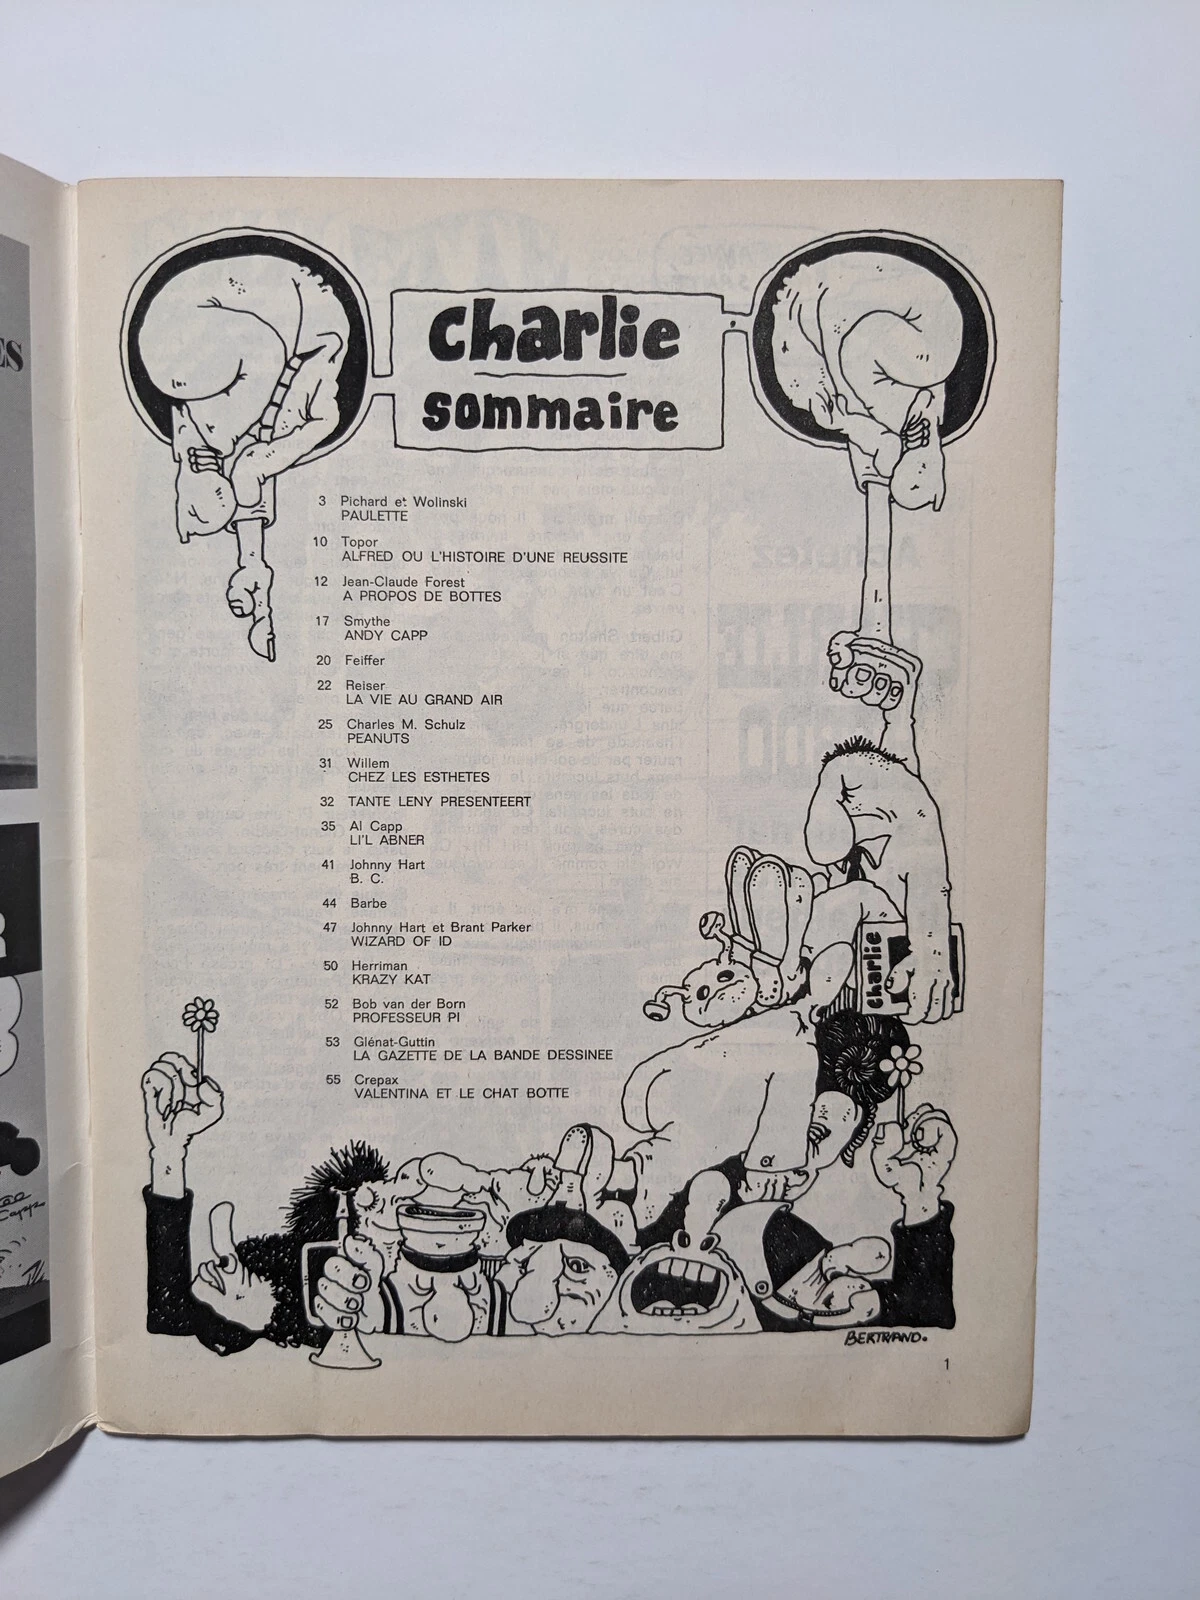 charlie
sommaire
3 Pichard et Wolinski
PAULETTE
10 Topor
ALFRED OU L'HISTOIRE D'UNE REUSSITE
12 Jean-Claude Forest
A PROPOS DE BOTTES
17 Smythe
ANDY CAPP
20 Feiffer
22 Reiser
LA VIE AU GRAND AIR
25 Charles M. Schulz
PEANUTS
31 Willem
CHEZ LES ESTHETES
32 TANTE LENY PRESENTEERT
35 Al Capp
LI'L ABNER
41 Johnny Hart
B. C.
44 Barbe
47 Johnny Hart et Brant Parker
WIZARD OF ID
50 Herriman
KRAZY KAT
52 Bob van der Born
PROFESSEUR PI
53 Glénat-Guttin
LA GAZETTE DE LA BANDE DESSINEE
55 Crepax
VALENTINA ET LE CHAT BOTTE
charlie
BERTRAND.
1